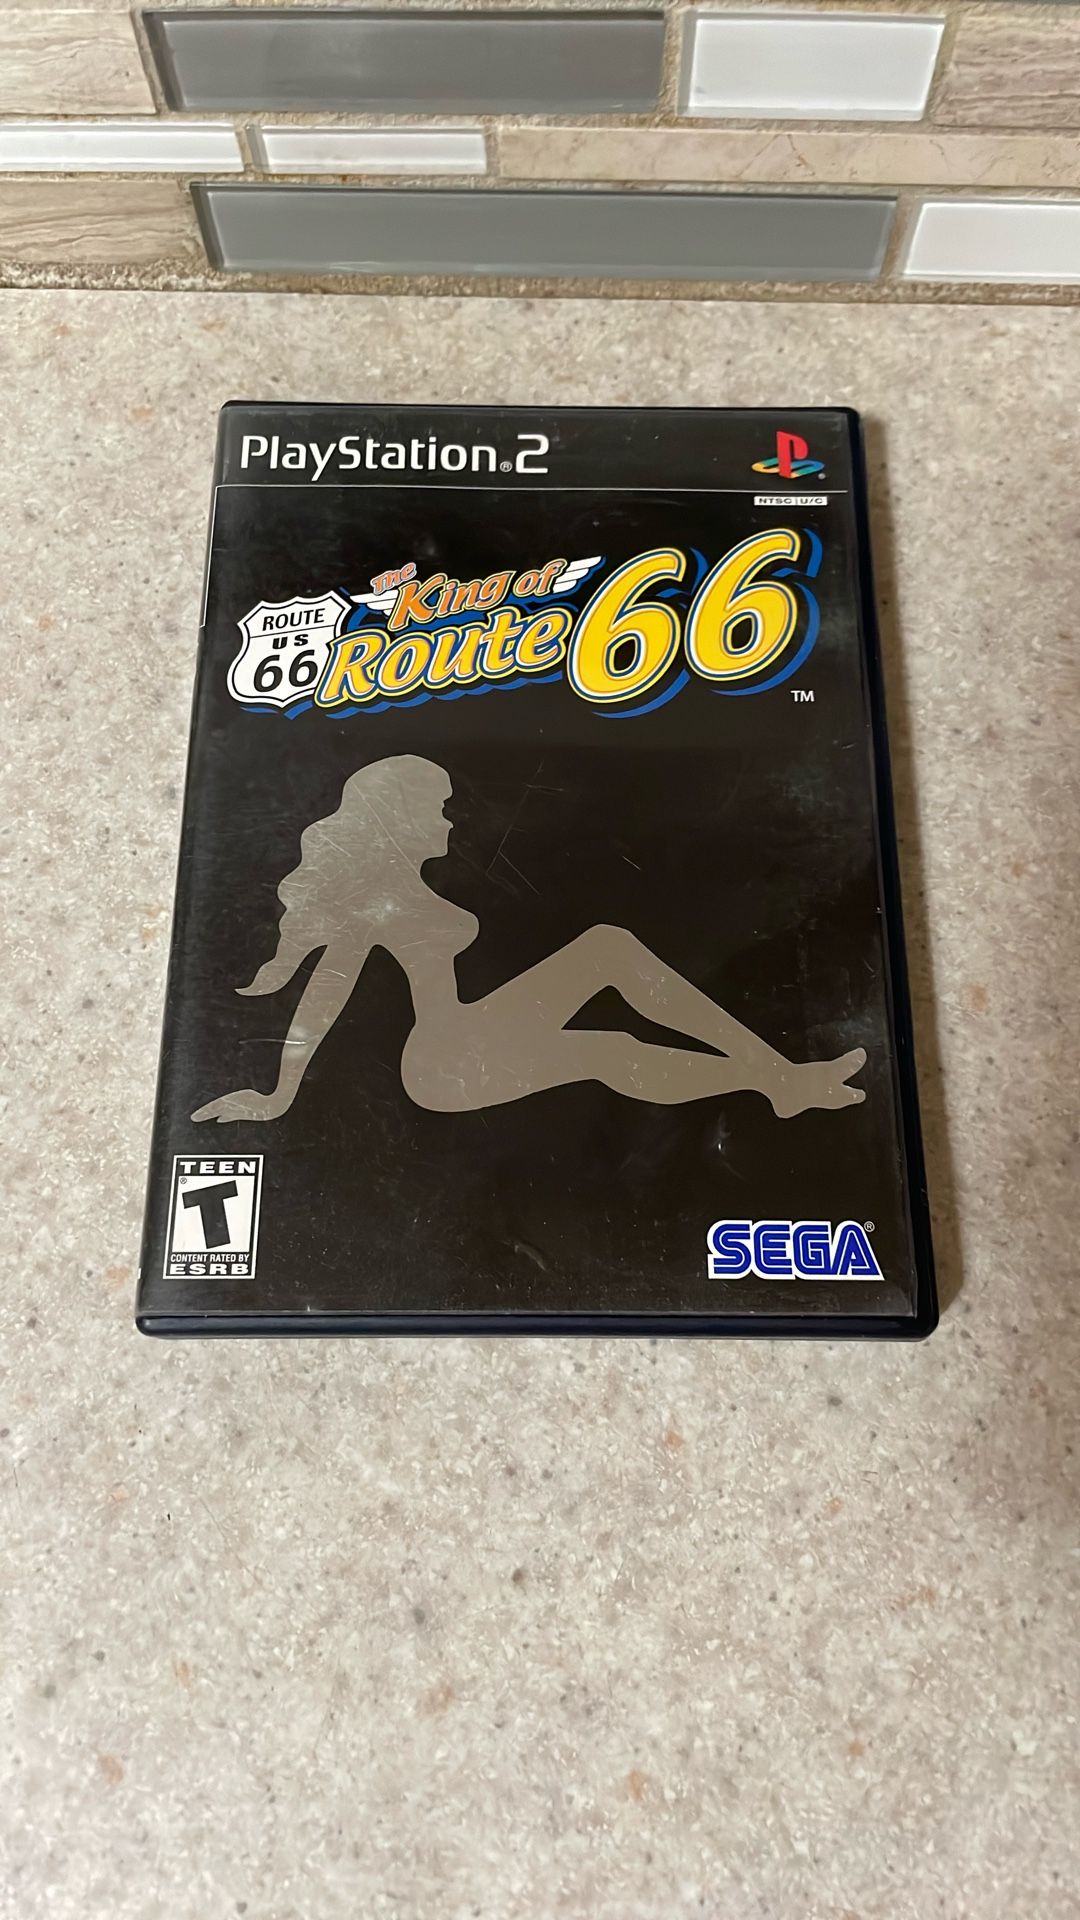 PlayStation®2
NTSC U/C
The King of
Route 66 ™
ROUTE
US
66
TEEN
®
T
CONTENT RATED BY
ESRB
SEGA®